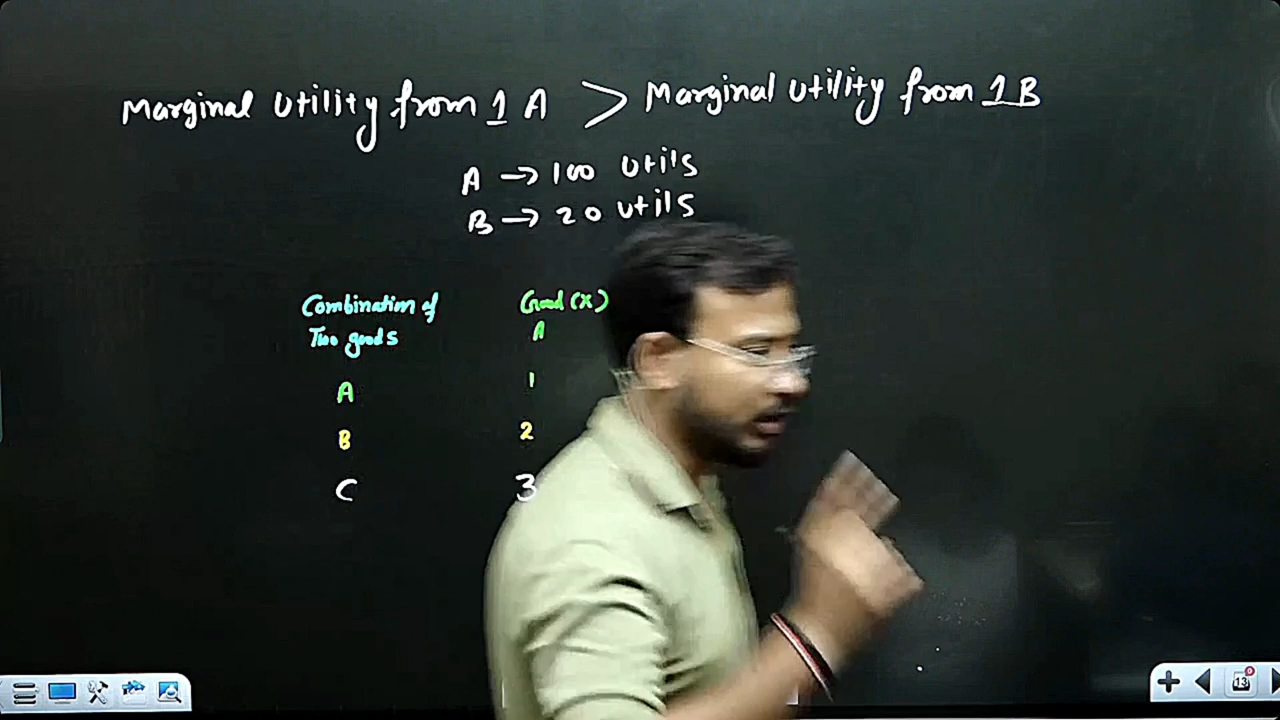 Marginal Utility from 1 A > Marginal Utility from 1 B
A → 100 utils
B → 20 utils
Combination of Two goods
Good (X)
A
A 1
B 2
C 3
13